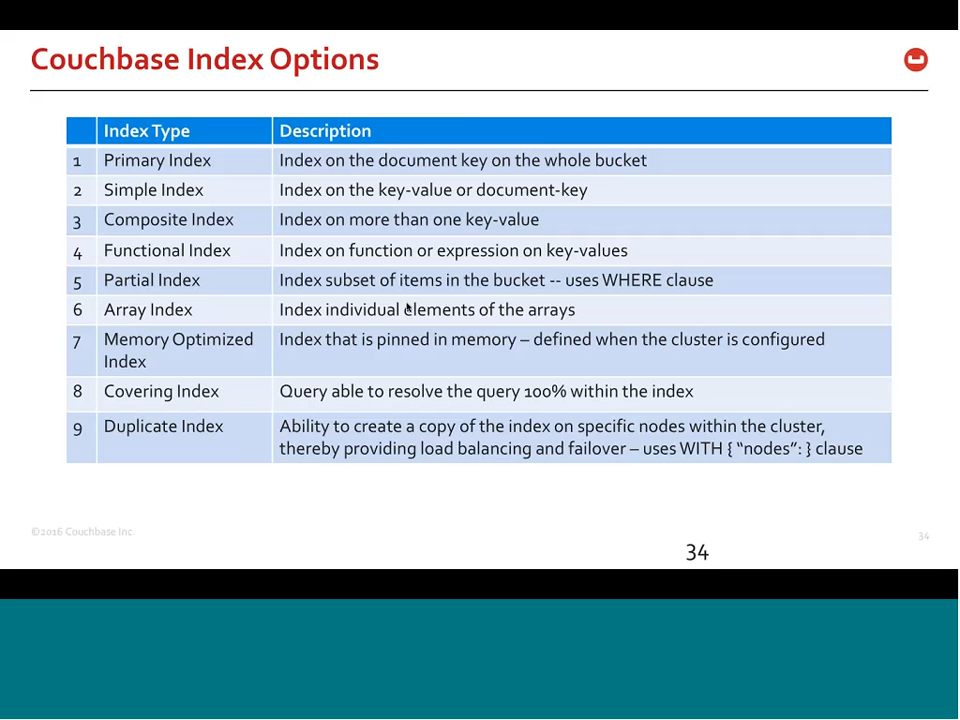 Couchbase Index Options
Index Type Description
1 Primary Index Index on the document key on the whole bucket
2 Simple Index Index on the key-value or document-key
3 Composite Index Index on more than one key-value
4 Functional Index Index on function or expression on key-values
5 Partial Index Index subset of items in the bucket -- uses WHERE clause
6 Array Index Index individual elements of the arrays
7 Memory Optimized Index that is pinned in memory – defined when the cluster is configured
Index
8 Covering Index Query able to resolve the query 100% within the index
9 Duplicate Index Ability to create a copy of the index on specific nodes within the cluster,
thereby providing load balancing and failover – uses WITH { “nodes”: } clause
©2016 Couchbase Inc. 34
34